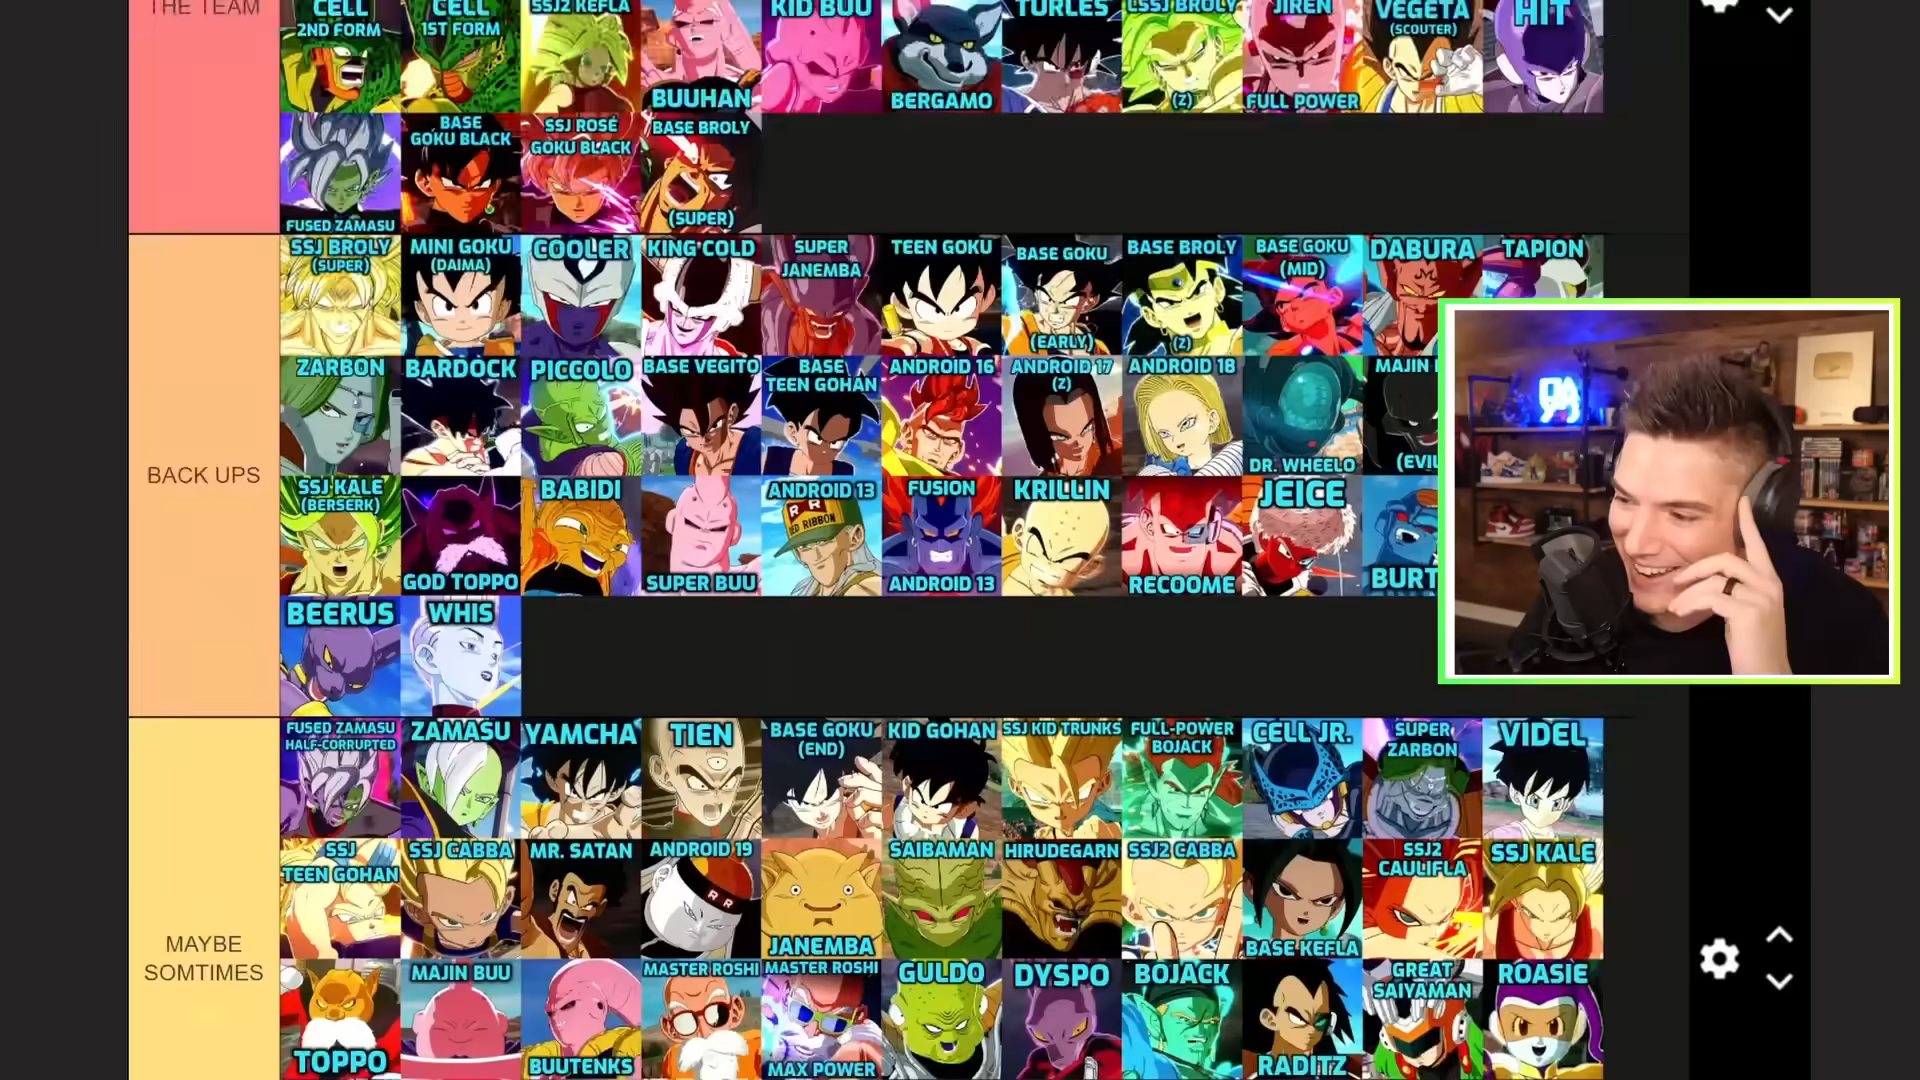 THE TEAM
CELL
2ND FORM
CELL
1ST FORM
SSJ2 KEFLA
BUUHAN
KID BUU
BERGAMO
TURLES
LSSJ BROLY
(Z)
JIREN
FULL POWER
VEGETA
(SCOUTER)
HIT
FUSED ZAMASU
BASE
GOKU BLACK
SSJ ROSÉ
GOKU BLACK
BASE BROLY
(SUPER)
BACK UPS
SSJ BROLY
(SUPER)
MINI GOKU
(DAIMA)
COOLER
KING COLD
SUPER
JANEMBA
TEEN GOKU
BASE GOKU
(EARLY)
BASE BROLY
(Z)
BASE GOKU
(MID)
DABURA
TAPION
ZARBON
BARDOCK
PICCOLO
BASE VEGITO
BASE
TEEN GOHAN
ANDROID 16
ANDROID 17
(Z)
ANDROID 18
DR. WHEELO
MAJIN
(EVIL
SSJ KALE
(BERSERK)
GOD TOPPO
BABIDI
SUPER BUU
ANDROID 13
R R
RED RIBBON
FUSION
ANDROID 13
KRILLIN
RECOOME
JEICE
BURT
BEERUS
WHIS
MAYBE
SOMTIMES
FUSED ZAMASU
HALF-CORRUPTED
ZAMASU
YAMCHA
TIEN
BASE GOKU
(END)
KID GOHAN
SSJ KID TRUNKS
FULL-POWER
BOJACK
CELL JR.
SUPER
ZARBON
VIDEL
SSJ
TEEN GOHAN
SSJ CABBA
MR. SATAN
ANDROID 19
R R
JANEMBA
SAIBAMAN
HIRUDEGARN
SSJ2 CABBA
BASE KEFLA
SSJ2
CAULIFLA
SSJ KALE
TOPPO
MAJIN BUU
BUUTENKS
MASTER ROSHI
MASTER ROSHI
MAX POWER
GULDO
DYSPO
BOJACK
RADITZ
GREAT
SAIYAMAN
ROASIE